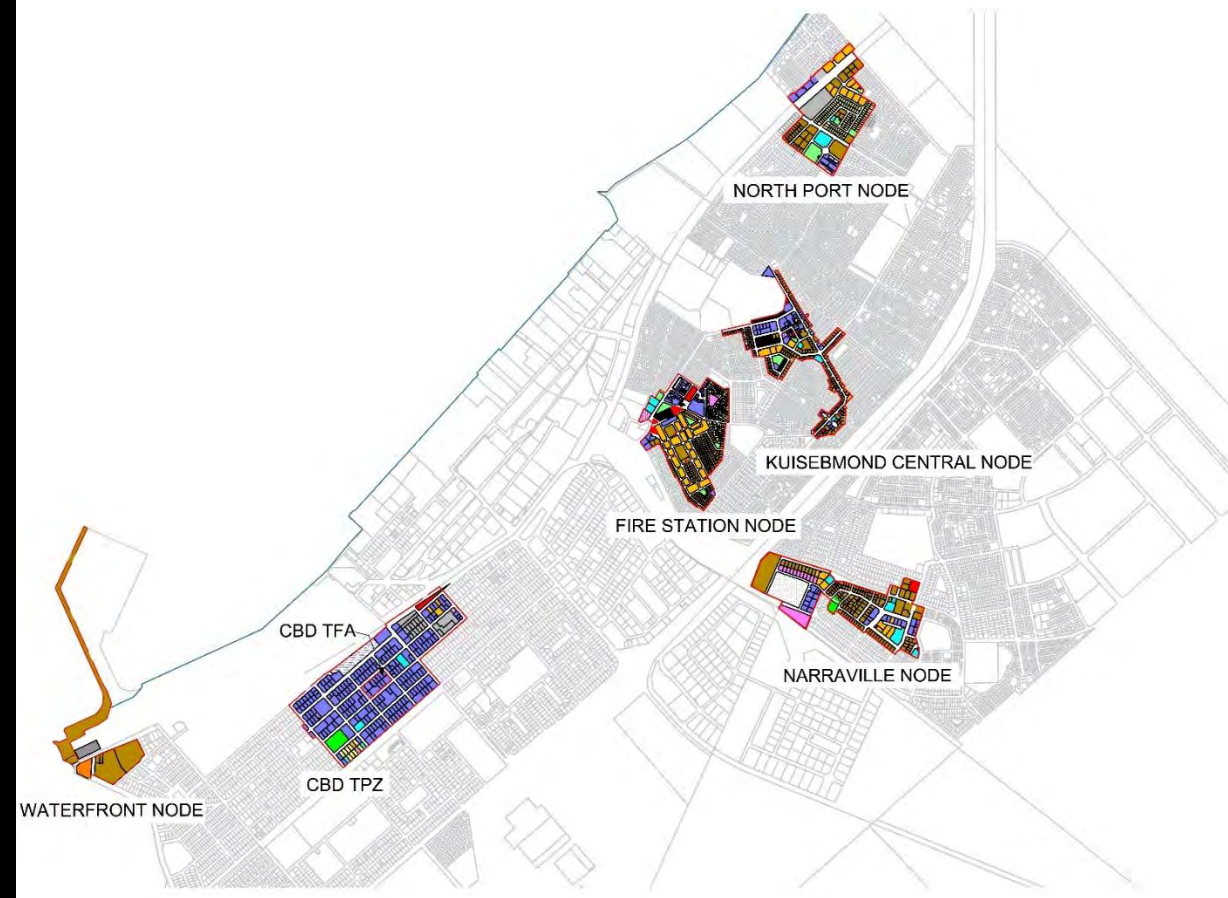 NORTH PORT NODE
KUISEBMOND CENTRAL NODE
FIRE STATION NODE
CBD TFA
NARRAVILLE NODE
CBD TPZ
WATERFRONT NODE